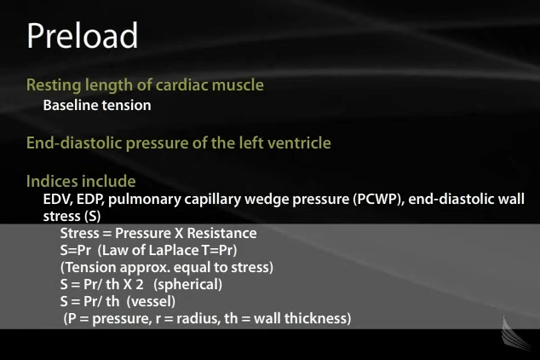 Preload
Resting length of cardiac muscle
Baseline tension
End-diastolic pressure of the left ventricle
Indices include
EDV, EDP, pulmonary capillary wedge pressure (PCWP), end-diastolic wall
stress (S)
Stress = Pressure X Resistance
S=Pr (Law of LaPlace T=Pr)
(Tension approx. equal to stress)
S = Pr/ th X 2 (spherical)
S = Pr/ th (vessel)
(P = pressure, r = radius, th = wall thickness)